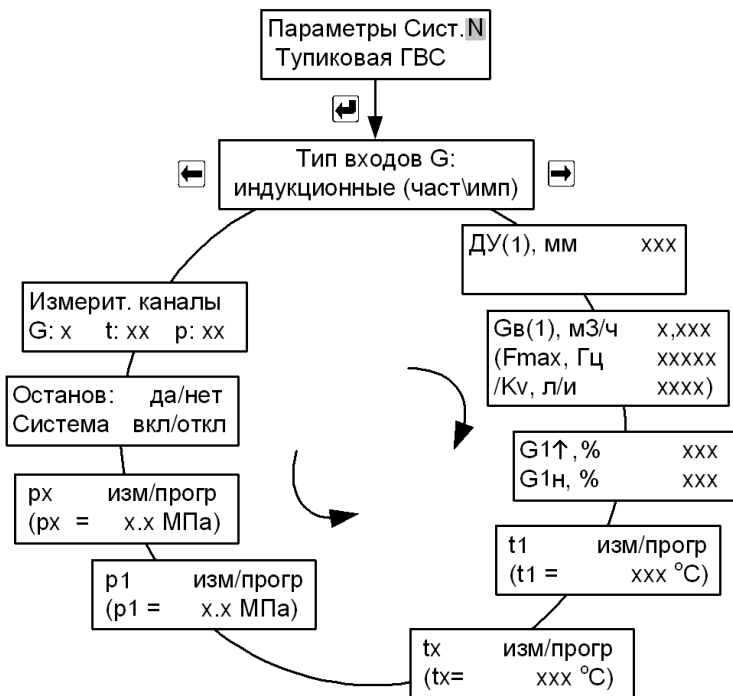 Параметры Сист.N
Тупиковая ГВС
Тип входов G:
индукционные (част\имп)
ДУ(1), мм xxx
Gв(1), м3/ч x,xxx
(Fmax, Гц xxxxx
/Kv, л/и xxxx)
G1↑,% xxx
G1н, % xxx
t1 изм/прогр
(t1 = xxx °C)
tx изм/прогр
(tx= xxx °C)
p1 изм/прогр
(p1 = x.x МПа)
px изм/прогр
(px = x.x МПа)
Останов: да/нет
Система вкл/откл
Измерит. каналы
G: x t: xx p: xx